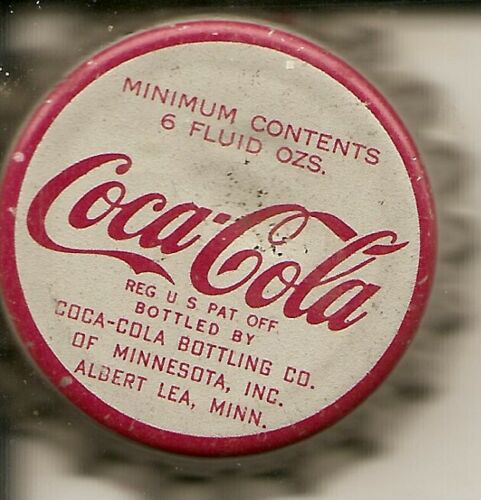 MINIMUM CONTENTS
6 FLUID OZS.
Coca-Cola
REG. U.S. PAT. OFF.
BOTTLED BY
COCA-COLA BOTTLING CO.
OF MINNESOTA, INC.
ALBERT LEA, MINN.